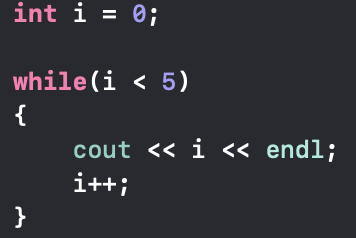 int i = 0;

while(i < 5)
{
    cout << i << endl;
    i++;
}